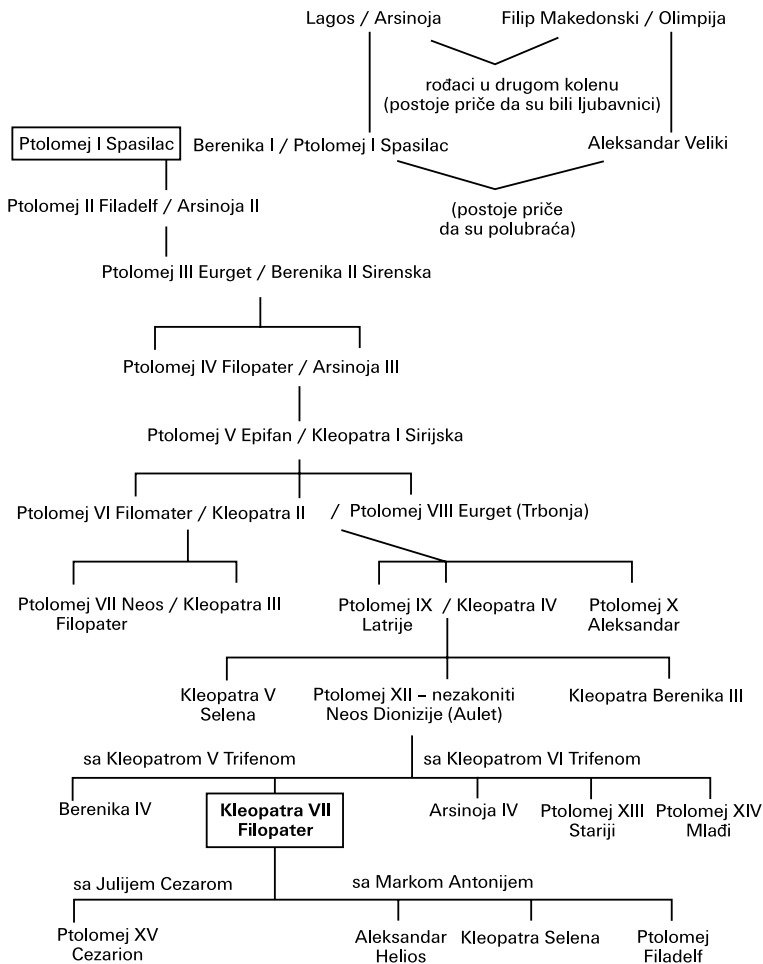 Lagos / Arsinoja Filip Makedonski / Olimpija
rođaci u drugom kolenu
(postoje priče da su bili ljubavnici)
Ptolomej I Spasilac Berenika I / Ptolomej I Spasilac Aleksandar Veliki
Ptolomej II Filadelf / Arsinoja II
(postoje priče
da su polubraća)
Ptolomej III Eurget / Berenika II Sirenska
Ptolomej IV Filopater / Arsinoja III
Ptolomej V Epifan / Kleopatra I Sirijska
Ptolomej VI Filomater / Kleopatra II / Ptolomej VIII Eurget (Trbonja)
Ptolomej VII Neos / Kleopatra III
Filopater
Ptolomej IX / Kleopatra IV
Latrije
Ptolomej X
Aleksandar
Kleopatra V
Selena
Ptolomej XII – nezakoniti
Neos Dionizije (Aulet)
Kleopatra Berenika III
sa Kleopatrom V Trifenom sa Kleopatrom VI Trifenom
Berenika IV
Kleopatra VII
Filopater
Arsinoja IV
Ptolomej XIII
Stariji
Ptolomej XIV
Mlađi
sa Julijem Cezarom sa Markom Antonijem
Ptolomej XV
Cezarion
Aleksandar
Helios
Kleopatra Selena
Ptolomej
Filadelf